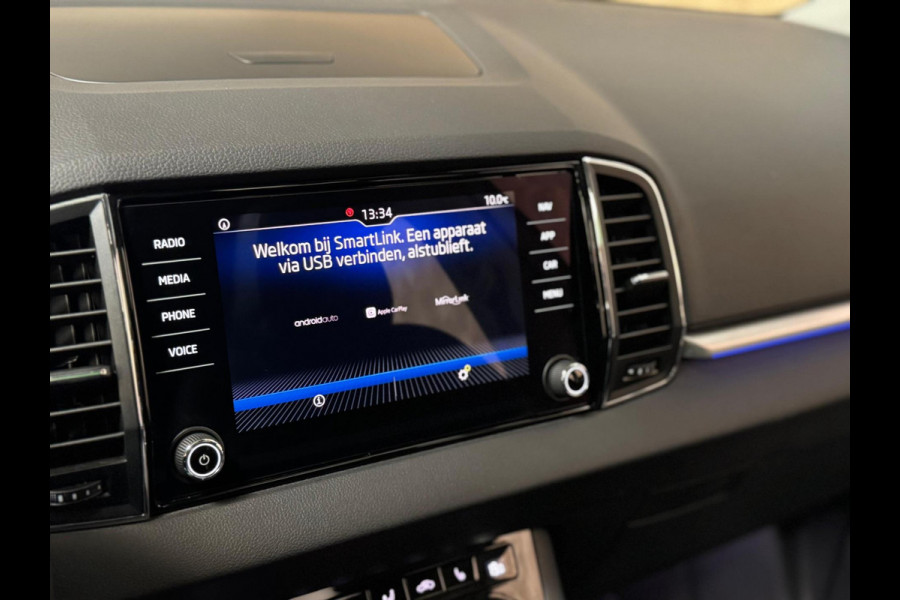 RADIO
MEDIA
PHONE
VOICE
13:34
10.0°C
Welkom bij SmartLink. Een apparaat
via USB verbinden, alstublieft.
androidauto
Apple CarPlay
MirrorLink
NAV
APP
CAR
MENU